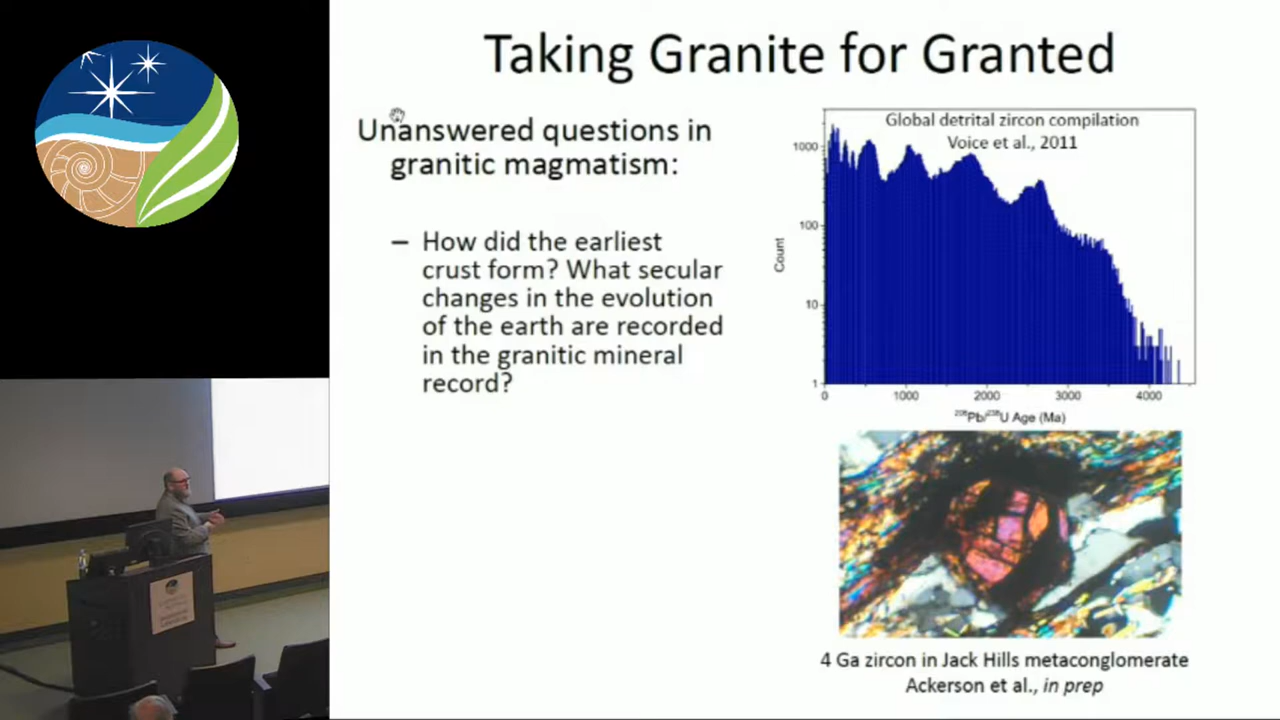 Taking Granite for Granted
Unanswered questions in
granitic magmatism:
– How did the earliest
crust form? What secular
changes in the evolution
of the earth are recorded
in the granitic mineral
record?
Global detrital zircon compilation
Voice et al., 2011
Count
1000
100
10
1
0 1000 2000 3000 4000
²⁰⁶Pb/²³⁸U Age (Ma)
4 Ga zircon in Jack Hills metaconglomerate
Ackerson et al., in prep